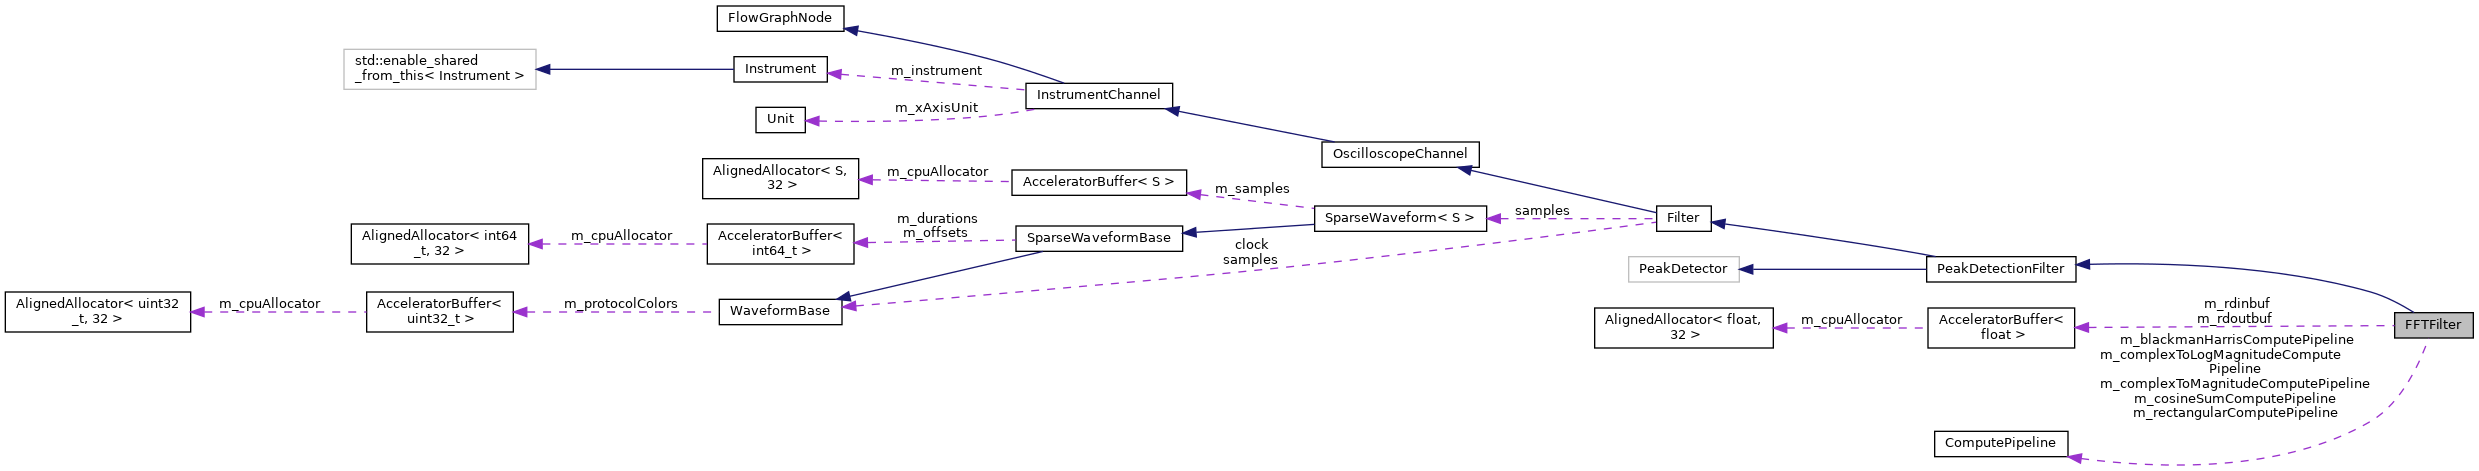 FlowGraphNode
std::enable_shared
_from_this< Instrument >
Instrument
m_instrument
InstrumentChannel
m_xAxisUnit
Unit
OscilloscopeChannel
AlignedAllocator< S,
32 >
m_cpuAllocator
AcceleratorBuffer< S >
m_samples
SparseWaveform< S >
samples
Filter
AlignedAllocator< int64
_t, 32 >
m_cpuAllocator
AcceleratorBuffer<
int64_t >
m_durations
m_offsets
SparseWaveformBase
clock
samples
PeakDetector
PeakDetectionFilter
AlignedAllocator< uint32
_t, 32 >
m_cpuAllocator
AcceleratorBuffer<
uint32_t >
m_protocolColors
WaveformBase
AlignedAllocator< float,
32 >
m_cpuAllocator
AcceleratorBuffer<
float >
m_rdinbuf
m_rdoutbuf
FFTFilter
m_blackmanHarrisComputePipeline
m_complexToLogMagnitudeCompute
Pipeline
m_complexToMagnitudeComputePipeline
m_cosineSumComputePipeline
m_rectangularComputePipeline
ComputePipeline